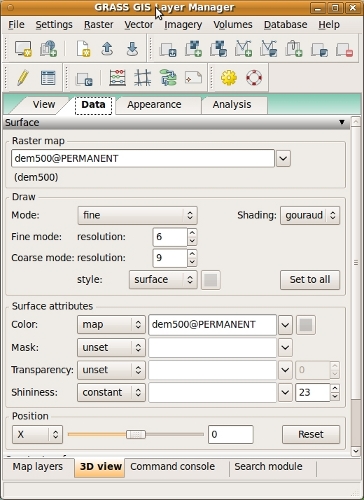 GRASS GIS Layer Manager
File Settings Raster Vector Imagery Volumes Database Help
View Data Appearance Analysis
Surface
Raster map
dem500@PERMANENT
(dem500)
Draw
Mode: fine Shading: gouraud
Fine mode: resolution: 6
Coarse mode: resolution: 9
style: surface Set to all
Surface attributes
Color: map dem500@PERMANENT
Mask: unset
Transparency: unset 0
Shininess: constant 23
Position
X 0 Reset
Map layers 3D view Command console Search module